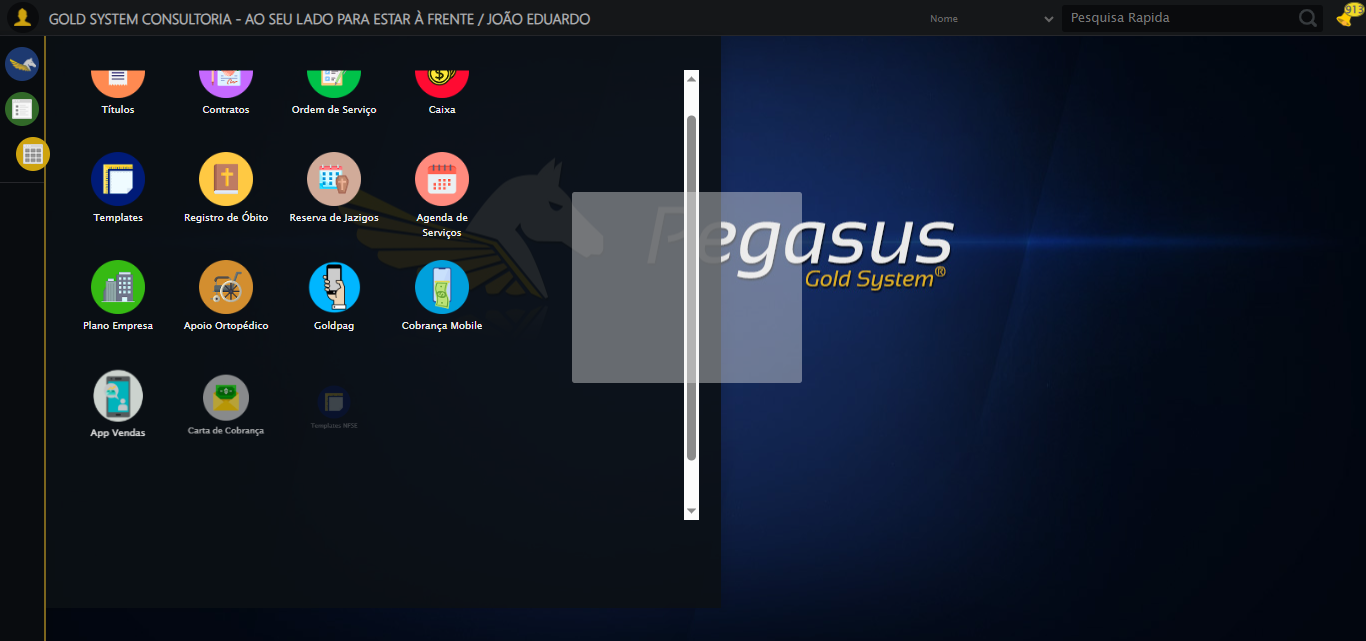 GOLD SYSTEM CONSULTORIA - AO SEU LADO PARA ESTAR À FRENTE / JOÃO EDUARDO
Nome
Pesquisa Rapida
913
Títulos
Contratos
Ordem de Serviço
Caixa
Templates
Registro de Óbito
Reserva de Jazigos
Agenda de
Serviços
Pegasus
Gold System®
Plano Empresa
Apoio Ortopédico
Goldpag
Cobrança Mobile
App Vendas
Carta de Cobrança
Templates NFSE